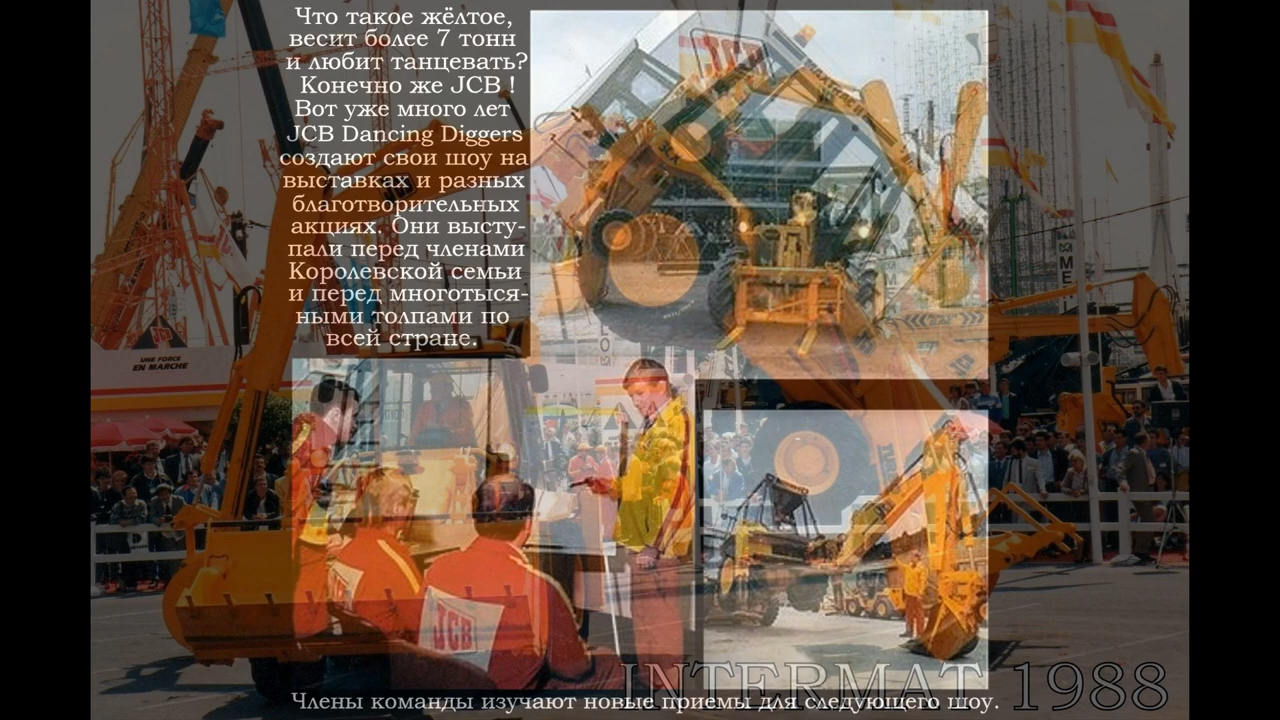 Что такое жёлтое,
весит более 7 тонн
и любит танцевать?
Конечно же JCB !
Вот уже много лет
JCB Dancing Diggers
создают свои шоу на
выставках и разных
благотворительных
акциях. Они высту-
пали перед членами
Королевской семьи
и перед многотыся-
ными толпами по
всей стране.
JCB
UNE FORCE
EN MARCHE
JCB
INTERMAT 1988
Члены команды изучают новые приемы для следующего шоу.